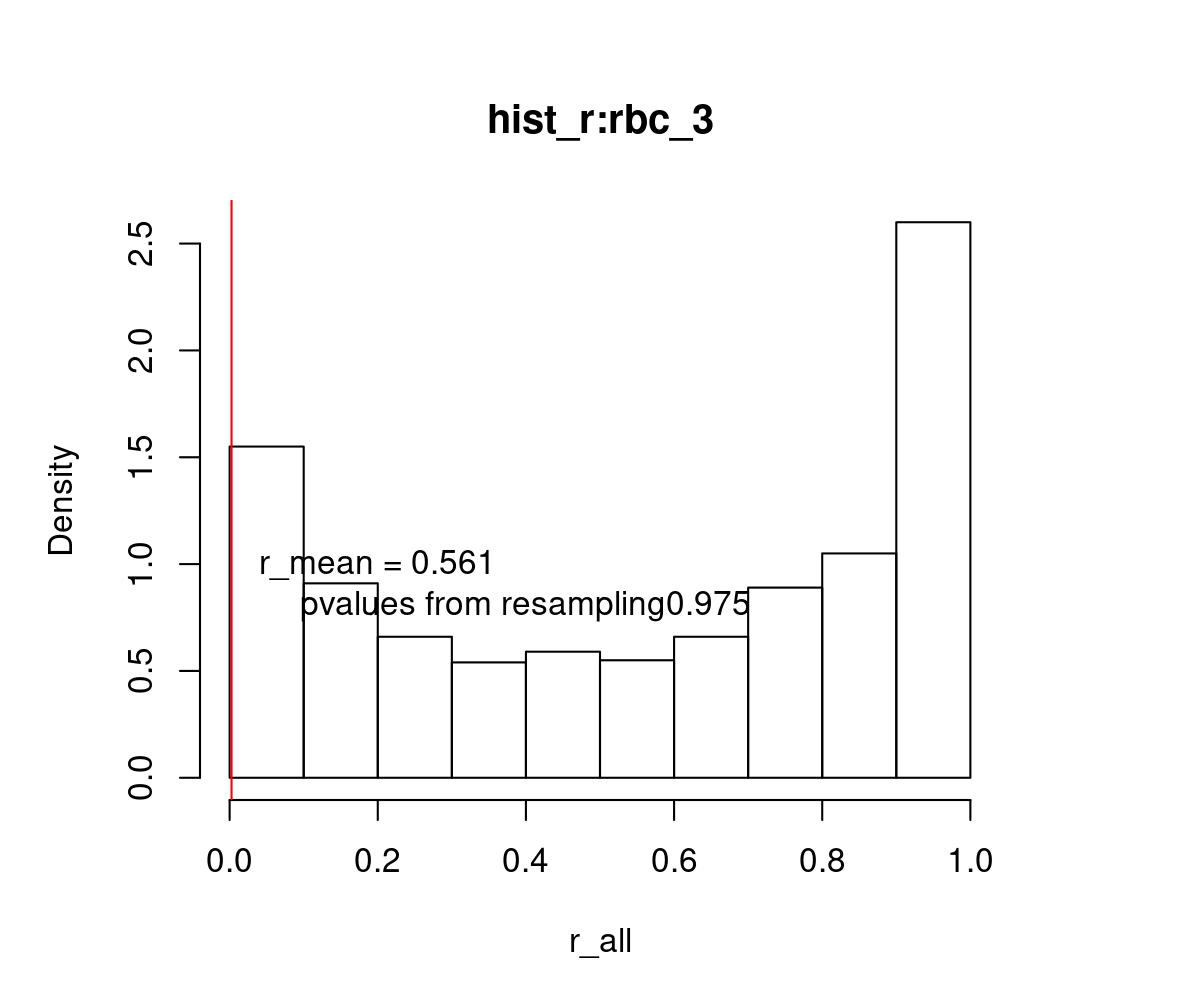 hist_r:rbc_3
Density
2.5
2.0
1.5
1.0
0.5
0.0
r_mean = 0.561
pvalues from resampling0.975
0.0 0.2 0.4 0.6 0.8 1.0
r_all